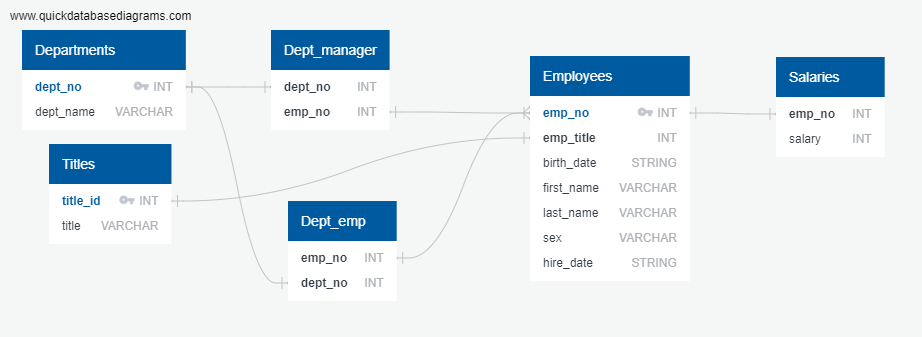 www.quickdatabasediagrams.com
Departments
dept_no INT
dept_name VARCHAR
Titles
title_id INT
title VARCHAR
Dept_manager
dept_no INT
emp_no INT
Dept_emp
emp_no INT
dept_no INT
Employees
emp_no INT
emp_title INT
birth_date STRING
first_name VARCHAR
last_name VARCHAR
sex VARCHAR
hire_date STRING
Salaries
emp_no INT
salary INT